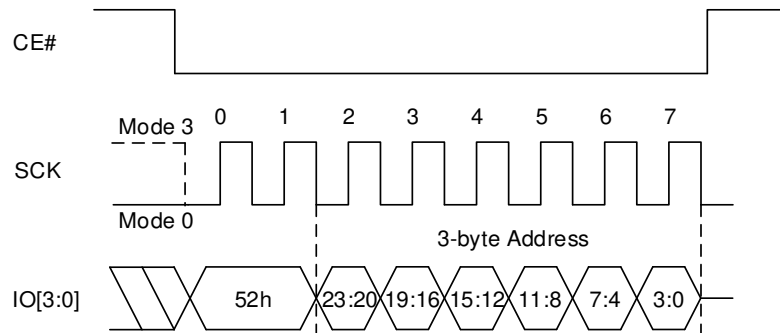 CE#
Mode 3
0 1 2 3 4 5 6 7
SCK
Mode 0
3-byte Address
IO[3:0]
52h 23:20 19:16 15:12 11:8 7:4 3:0